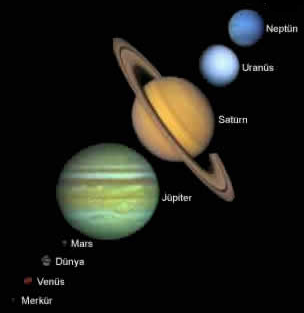 Neptün
Uranüs
Satürn
Jüpiter
Mars
Dünya
Venüs
Merkür